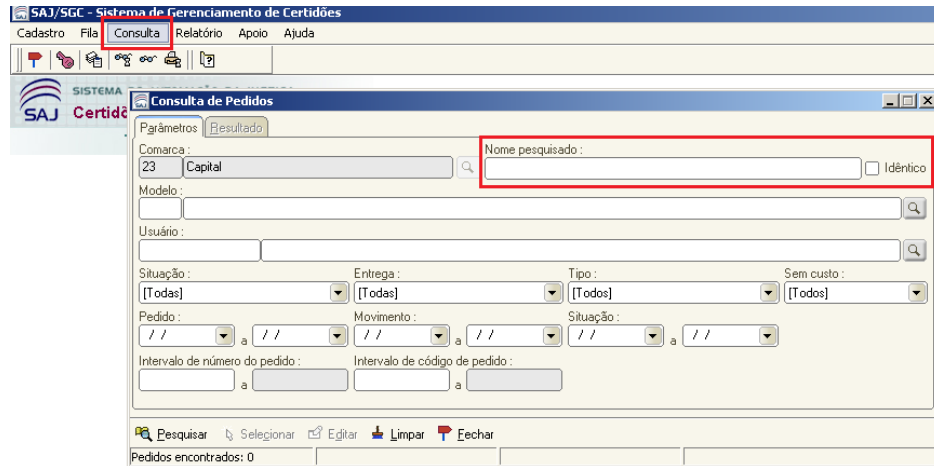 SAJ/SGC - Sistema de Gerenciamento de Certidões
Cadastro Fila Consulta Relatório Apoio Ajuda
SISTEMA
SAJ Certidõ
Consulta de Pedidos
Parâmetros Resultado
Comarca : Nome pesquisado :
23 Capital Idêntico
Modelo :
Usuário :
Situação : Entrega : Tipo : Sem custo :
[Todas] [Todas] [Todos] [Todos]
Pedido : Movimento : Situação :
/ / a / / / / a / / / / a / /
Intervalo de número do pedido : Intervalo de código de pedido :
a a
Pesquisar Selecionar Editar Limpar Fechar
Pedidos encontrados: 0